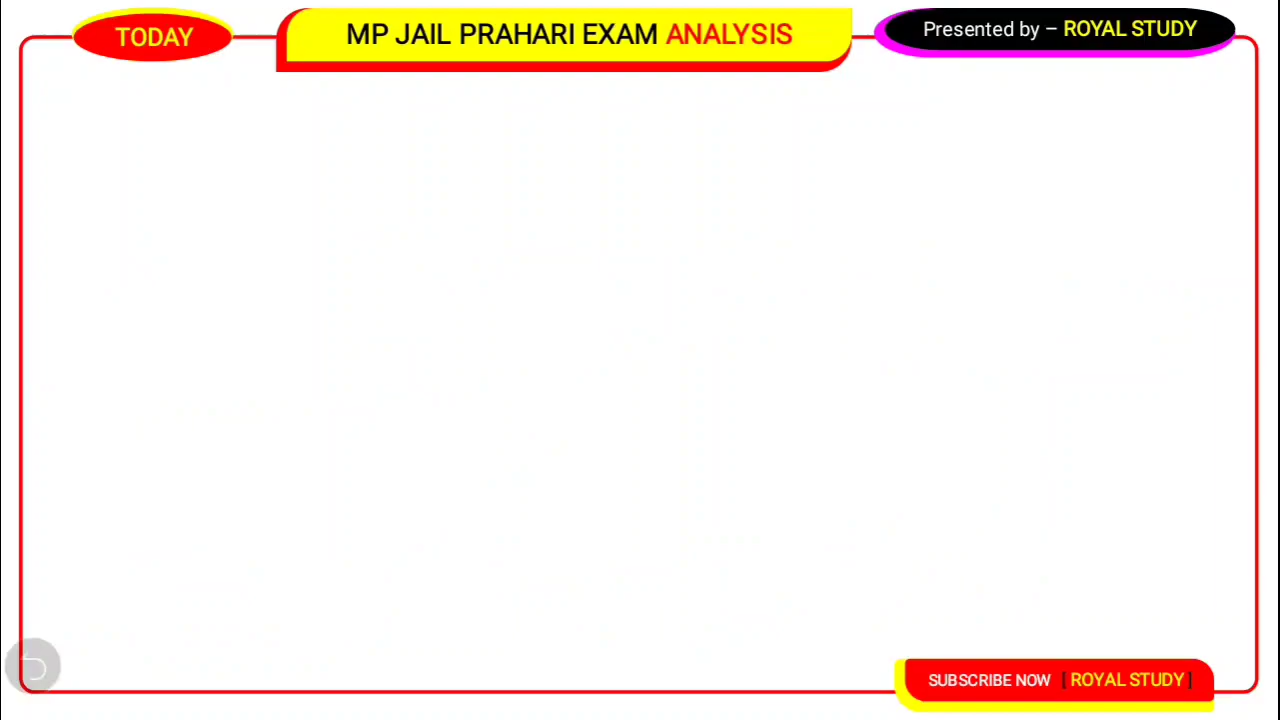 TODAY
MP JAIL PRAHARI EXAM ANALYSIS
Presented by – ROYAL STUDY
SUBSCRIBE NOW [ ROYAL STUDY ]